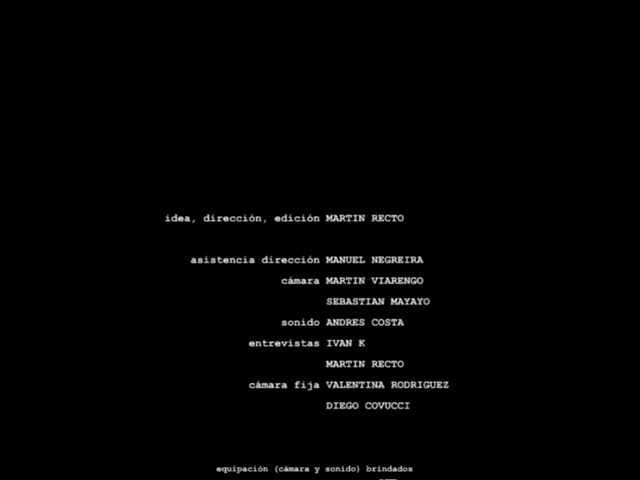 idea, dirección, edición MARTIN RECTO
asistencia dirección MANUEL NEGREIRA
cámara MARTIN VIARENGO
SEBASTIAN MAYAYO
sonido ANDRES COSTA
entrevistas IVAN K
MARTIN RECTO
cámara fija VALENTINA RODRIGUEZ
DIEGO COVUCCI
equipación (cámara y sonido) brindados